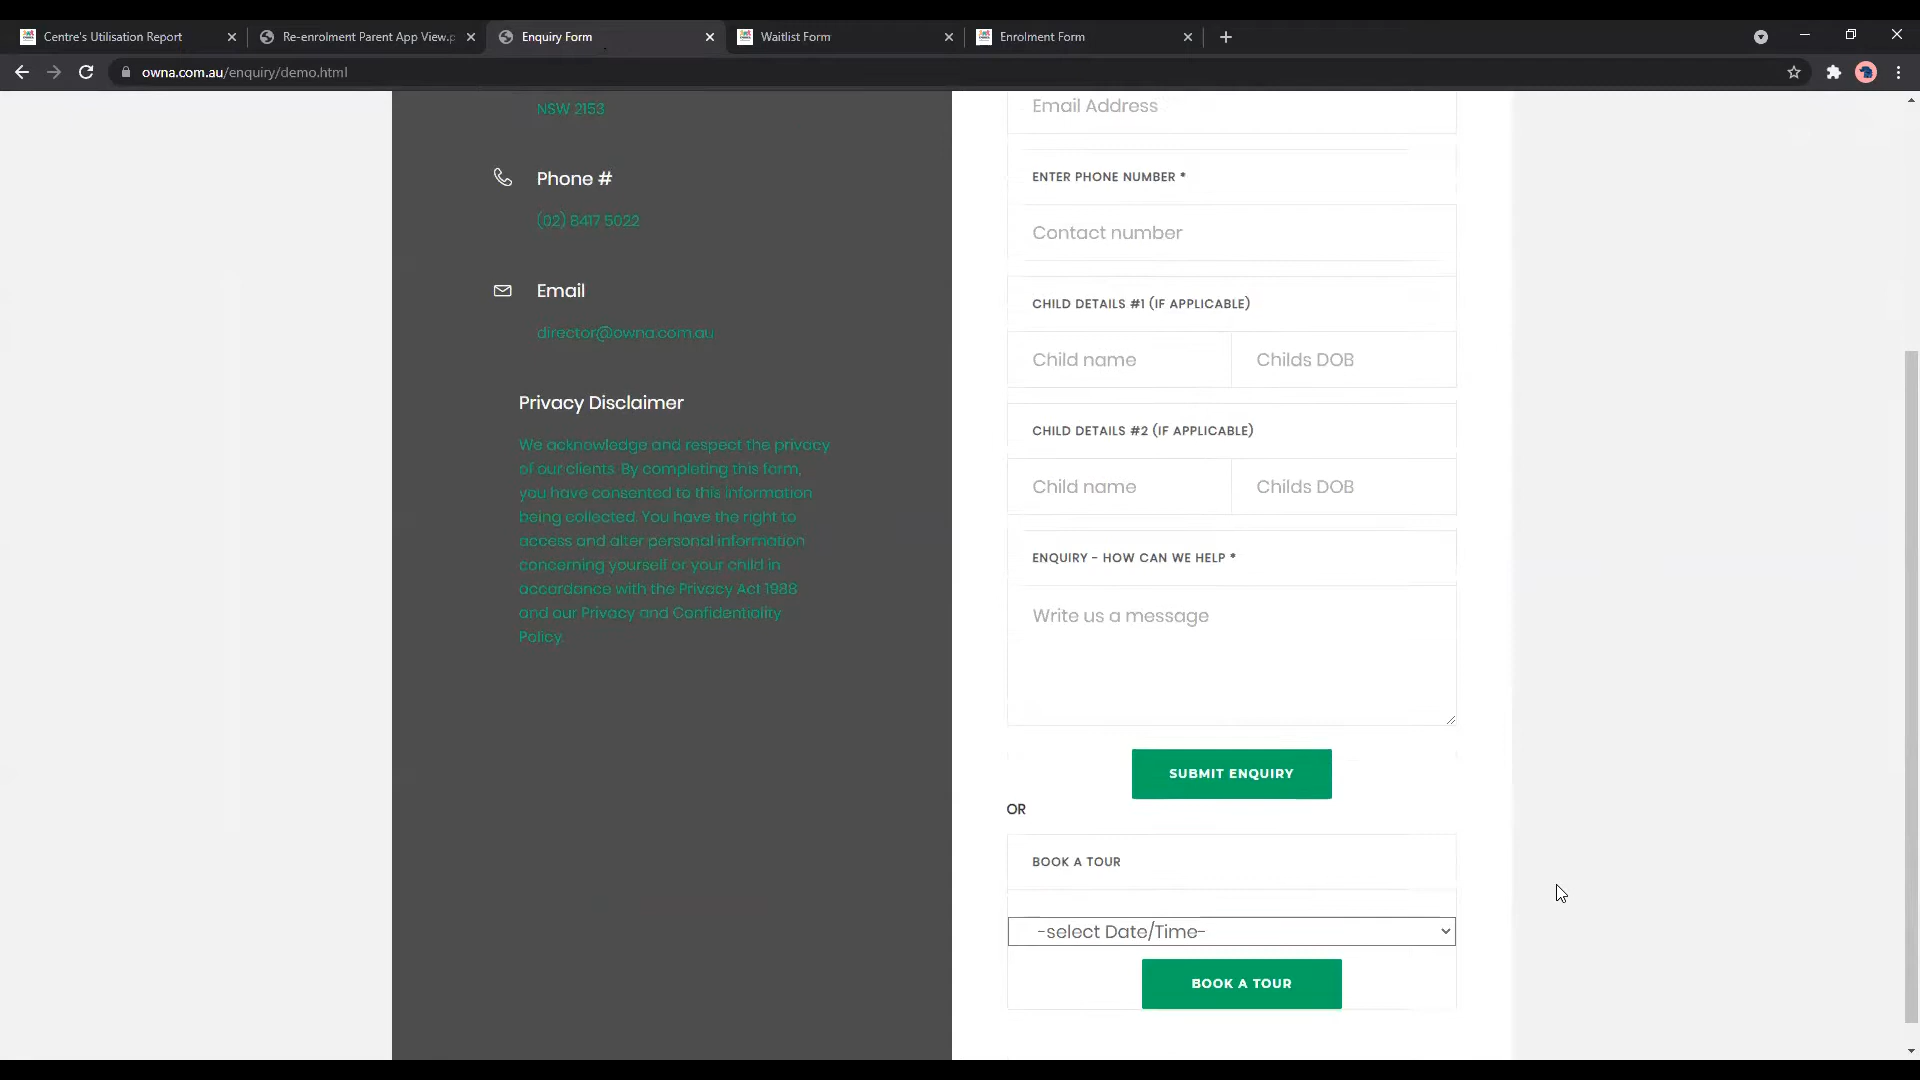 Centre's Utilisation Report
Re-enrolment Parent App View.p
Enquiry Form
Waitlist Form
Enrolment Form
owna.com.au/enquiry/demo.html
NSW 2153
Phone #
(02) 8417 5022
Email
director@owna.com.au
Privacy Disclaimer
We acknowledge and respect the privacy
of our clients. By completing this form,
you have consented to this information
being collected. You have the right to
access and alter personal information
concerning yourself or your child in
accordance with the Privacy Act 1988
and our Privacy and Confidentiality
Policy.
Email Address
ENTER PHONE NUMBER *
Contact number
CHILD DETAILS #1 (IF APPLICABLE)
Child name
Childs DOB
CHILD DETAILS #2 (IF APPLICABLE)
Child name
Childs DOB
ENQUIRY - HOW CAN WE HELP *
Write us a message
SUBMIT ENQUIRY
OR
BOOK A TOUR
-select Date/Time-
BOOK A TOUR